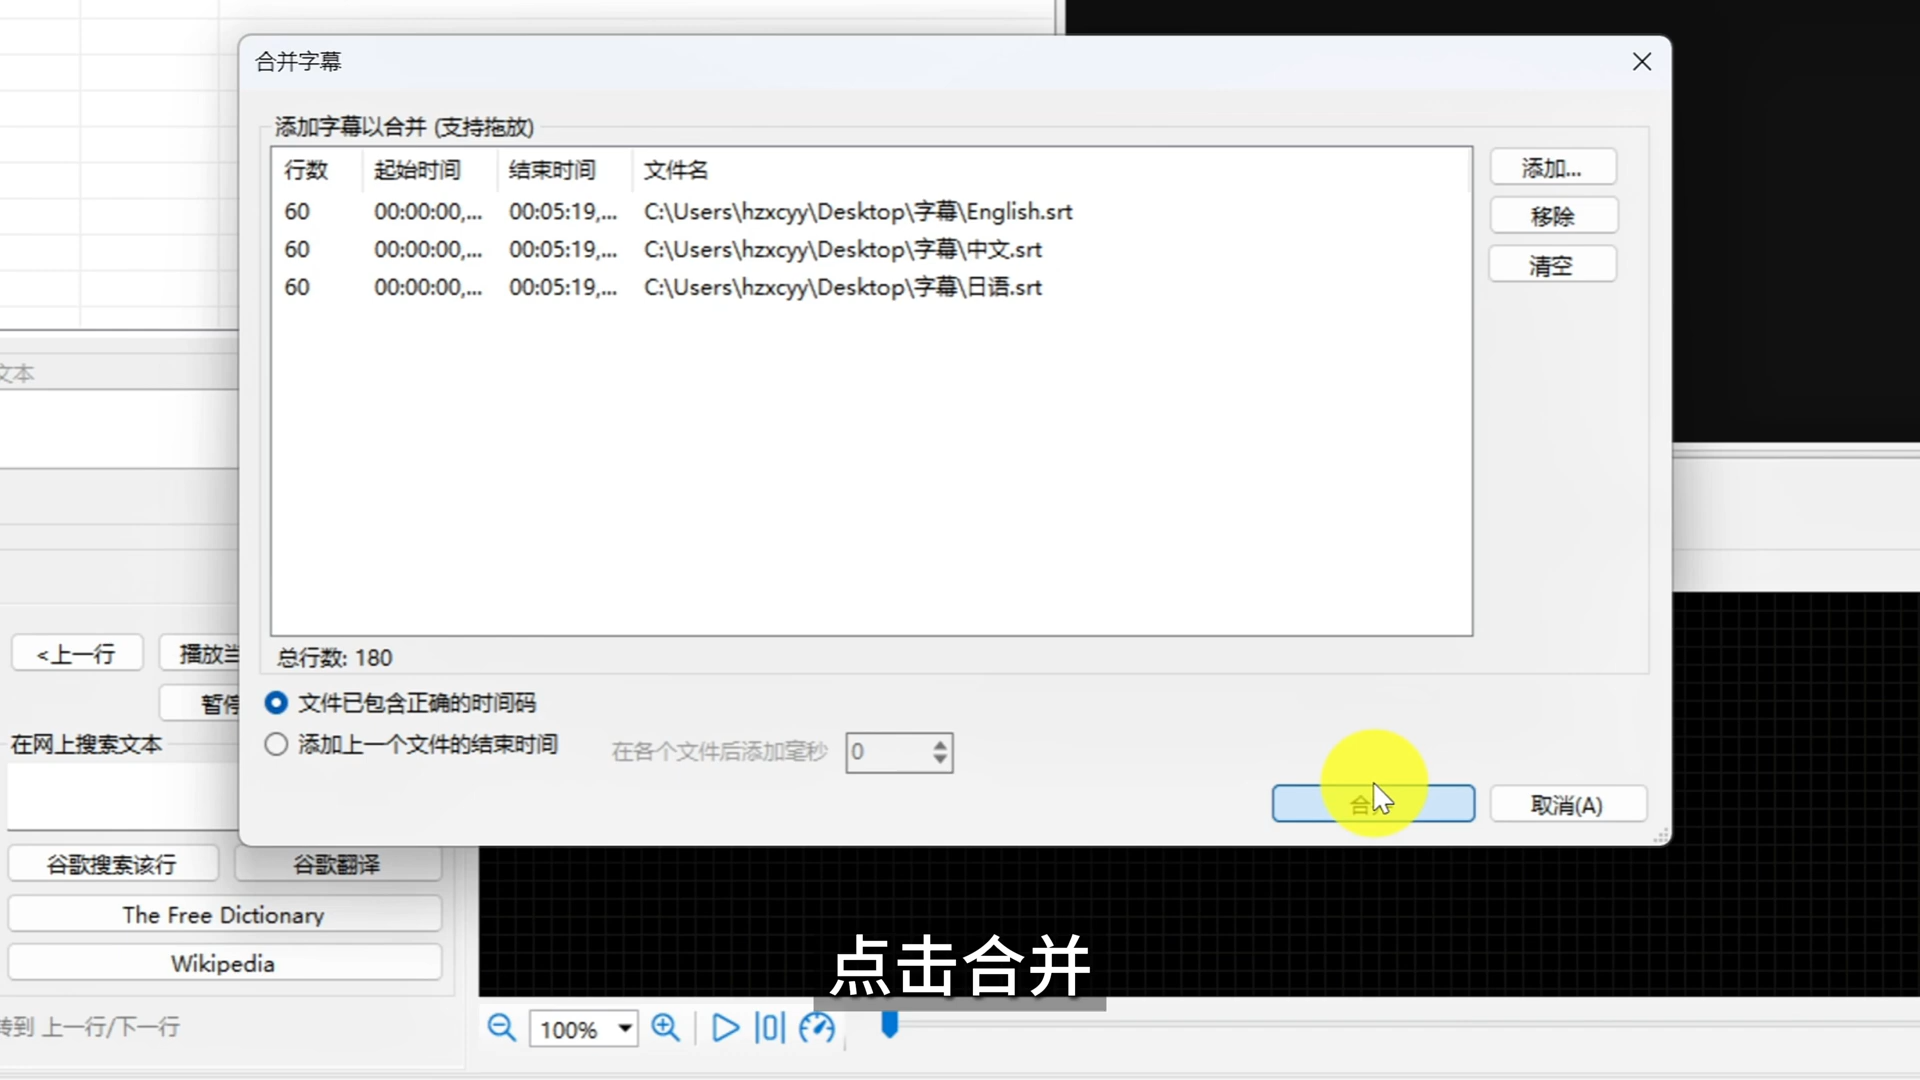 合并字幕
添加字幕以合并 (支持拖放)
行数 起始时间 结束时间 文件名
60 00:00:00,... 00:05:19,... C:\Users\hzxcyy\Desktop\字幕\English.srt
60 00:00:00,... 00:05:19,... C:\Users\hzxcyy\Desktop\字幕\中文.srt
60 00:00:00,... 00:05:19,... C:\Users\hzxcyy\Desktop\字幕\日语.srt
添加...
移除
清空
总行数: 180
文件已包含正确的时间码
添加上一个文件的结束时间
在各个文件后添加毫秒 0
合
取消(A)
文本
<上一行
播放当
暂停
在网上搜索文本
谷歌搜索该行
谷歌翻译
The Free Dictionary
Wikipedia
转到 上一行/下一行
点击合并
100%